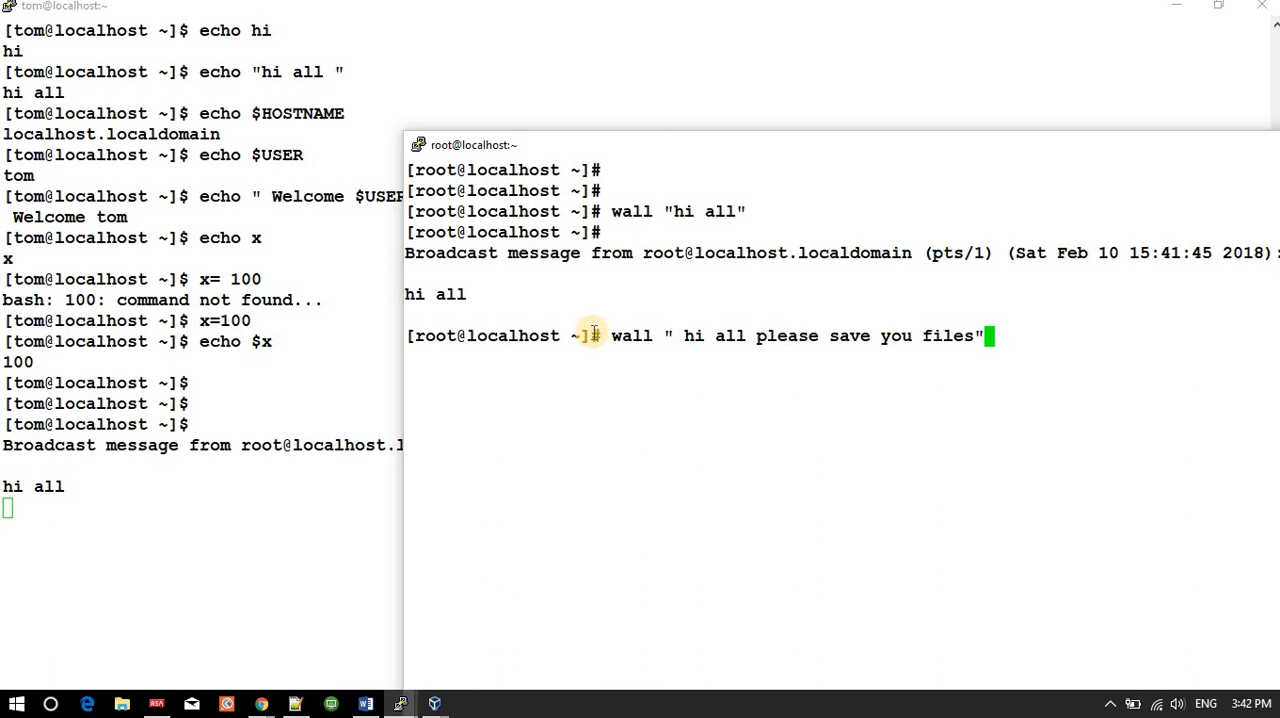 tom@localhost:~
[tom@localhost ~]$ echo hi
hi
[tom@localhost ~]$ echo "hi all "
hi all
[tom@localhost ~]$ echo $HOSTNAME
localhost.localdomain
[tom@localhost ~]$ echo $USER
tom
[tom@localhost ~]$ echo " Welcome $USER
 Welcome tom
[tom@localhost ~]$ echo x
x
[tom@localhost ~]$ x= 100
bash: 100: command not found...
[tom@localhost ~]$ x=100
[tom@localhost ~]$ echo $x
100
[tom@localhost ~]$
[tom@localhost ~]$
[tom@localhost ~]$
Broadcast message from root@localhost.l
hi all
root@localhost:~
[root@localhost ~]#
[root@localhost ~]#
[root@localhost ~]# wall "hi all"
[root@localhost ~]#
Broadcast message from root@localhost.localdomain (pts/1) (Sat Feb 10 15:41:45 2018):
hi all
[root@localhost ~]# wall " hi all please save you files"
RSA
ENG
3:42 PM